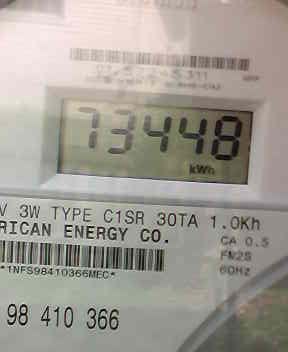 73448
kWh
V 3W TYPE C1SR 30TA 1.0Kh
RICAN ENERGY CO.
CA 0.5
FM2S
60Hz
*1NFS98410366MEC*
98 410 366